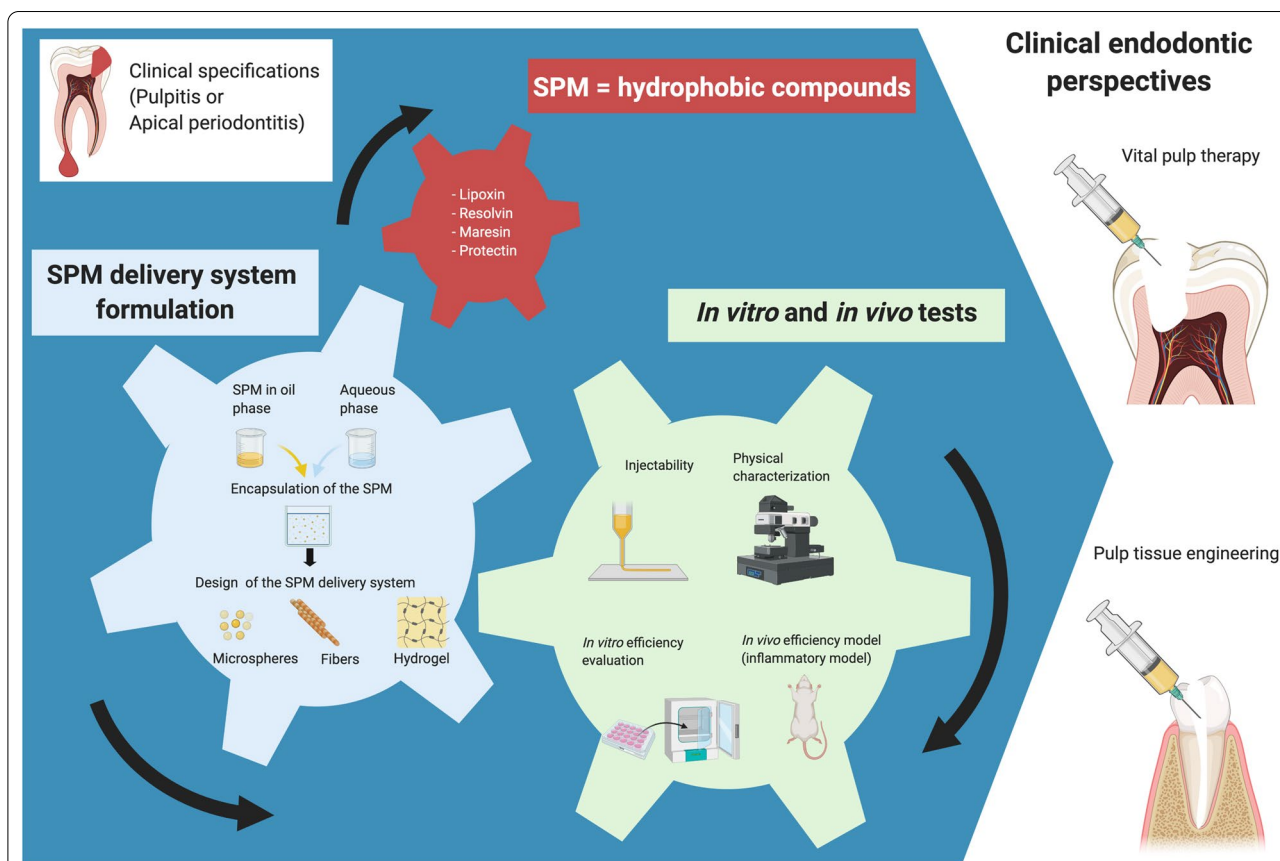 Clinical specifications
(Pulpitis or
Apical periodontitis)
SPM = hydrophobic compounds
- Lipoxin
- Resolvin
- Maresin
- Protectin
SPM delivery system
formulation
SPM in oil
phase
Aqueous
phase
Encapsulation of the SPM
Design of the SPM delivery system
Microspheres
Fibers
Hydrogel
In vitro and in vivo tests
Injectability
Physical
characterization
In vitro efficiency
evaluation
In vivo efficiency model
(inflammatory model)
Clinical endodontic
perspectives
Vital pulp therapy
Pulp tissue engineering